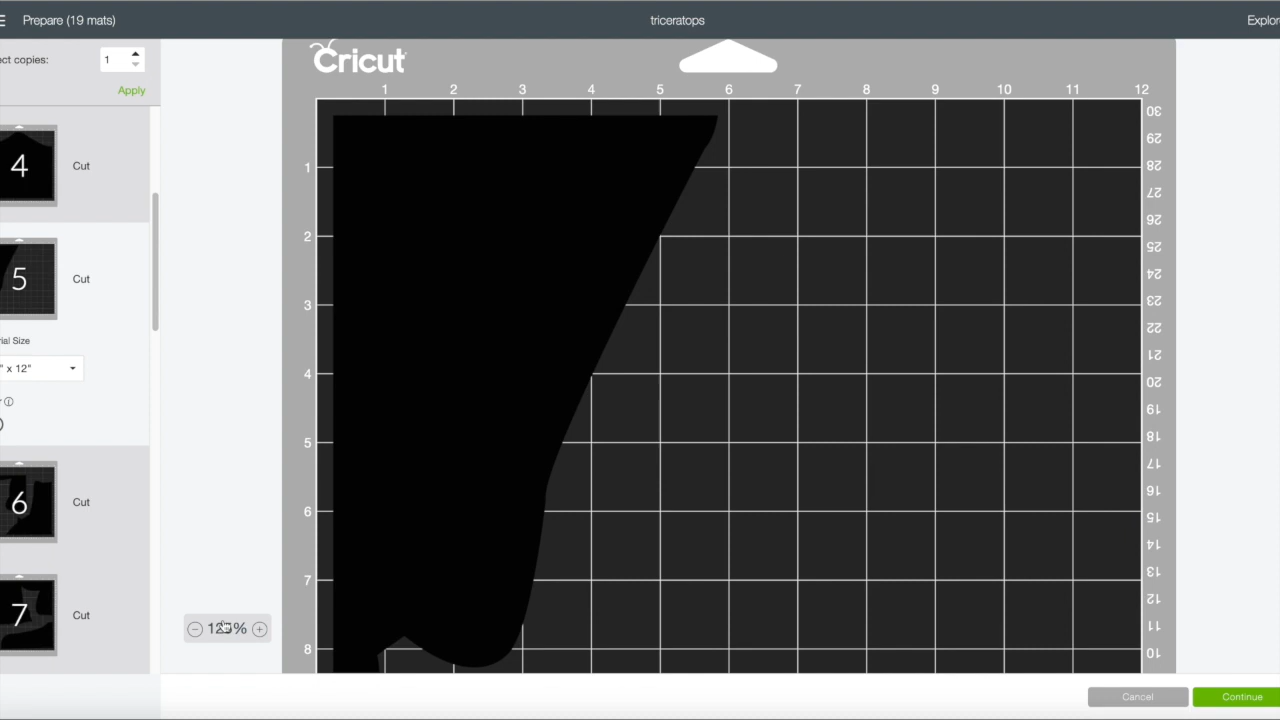 Prepare (19 mats)
triceratops
Explor
ect copies:
1
Apply
4
Cut
5
Cut
rial Size
" x 12"
6
Cut
7
Cut
Cricut
1 2 3 4 5 6 7 8 9 10 11 12
1
2
3
4
5
6
7
8
30
29
28
27
26
25
24
23
22
21
20
19
18
17
16
15
14
13
12
11
10
Cancel
Continue